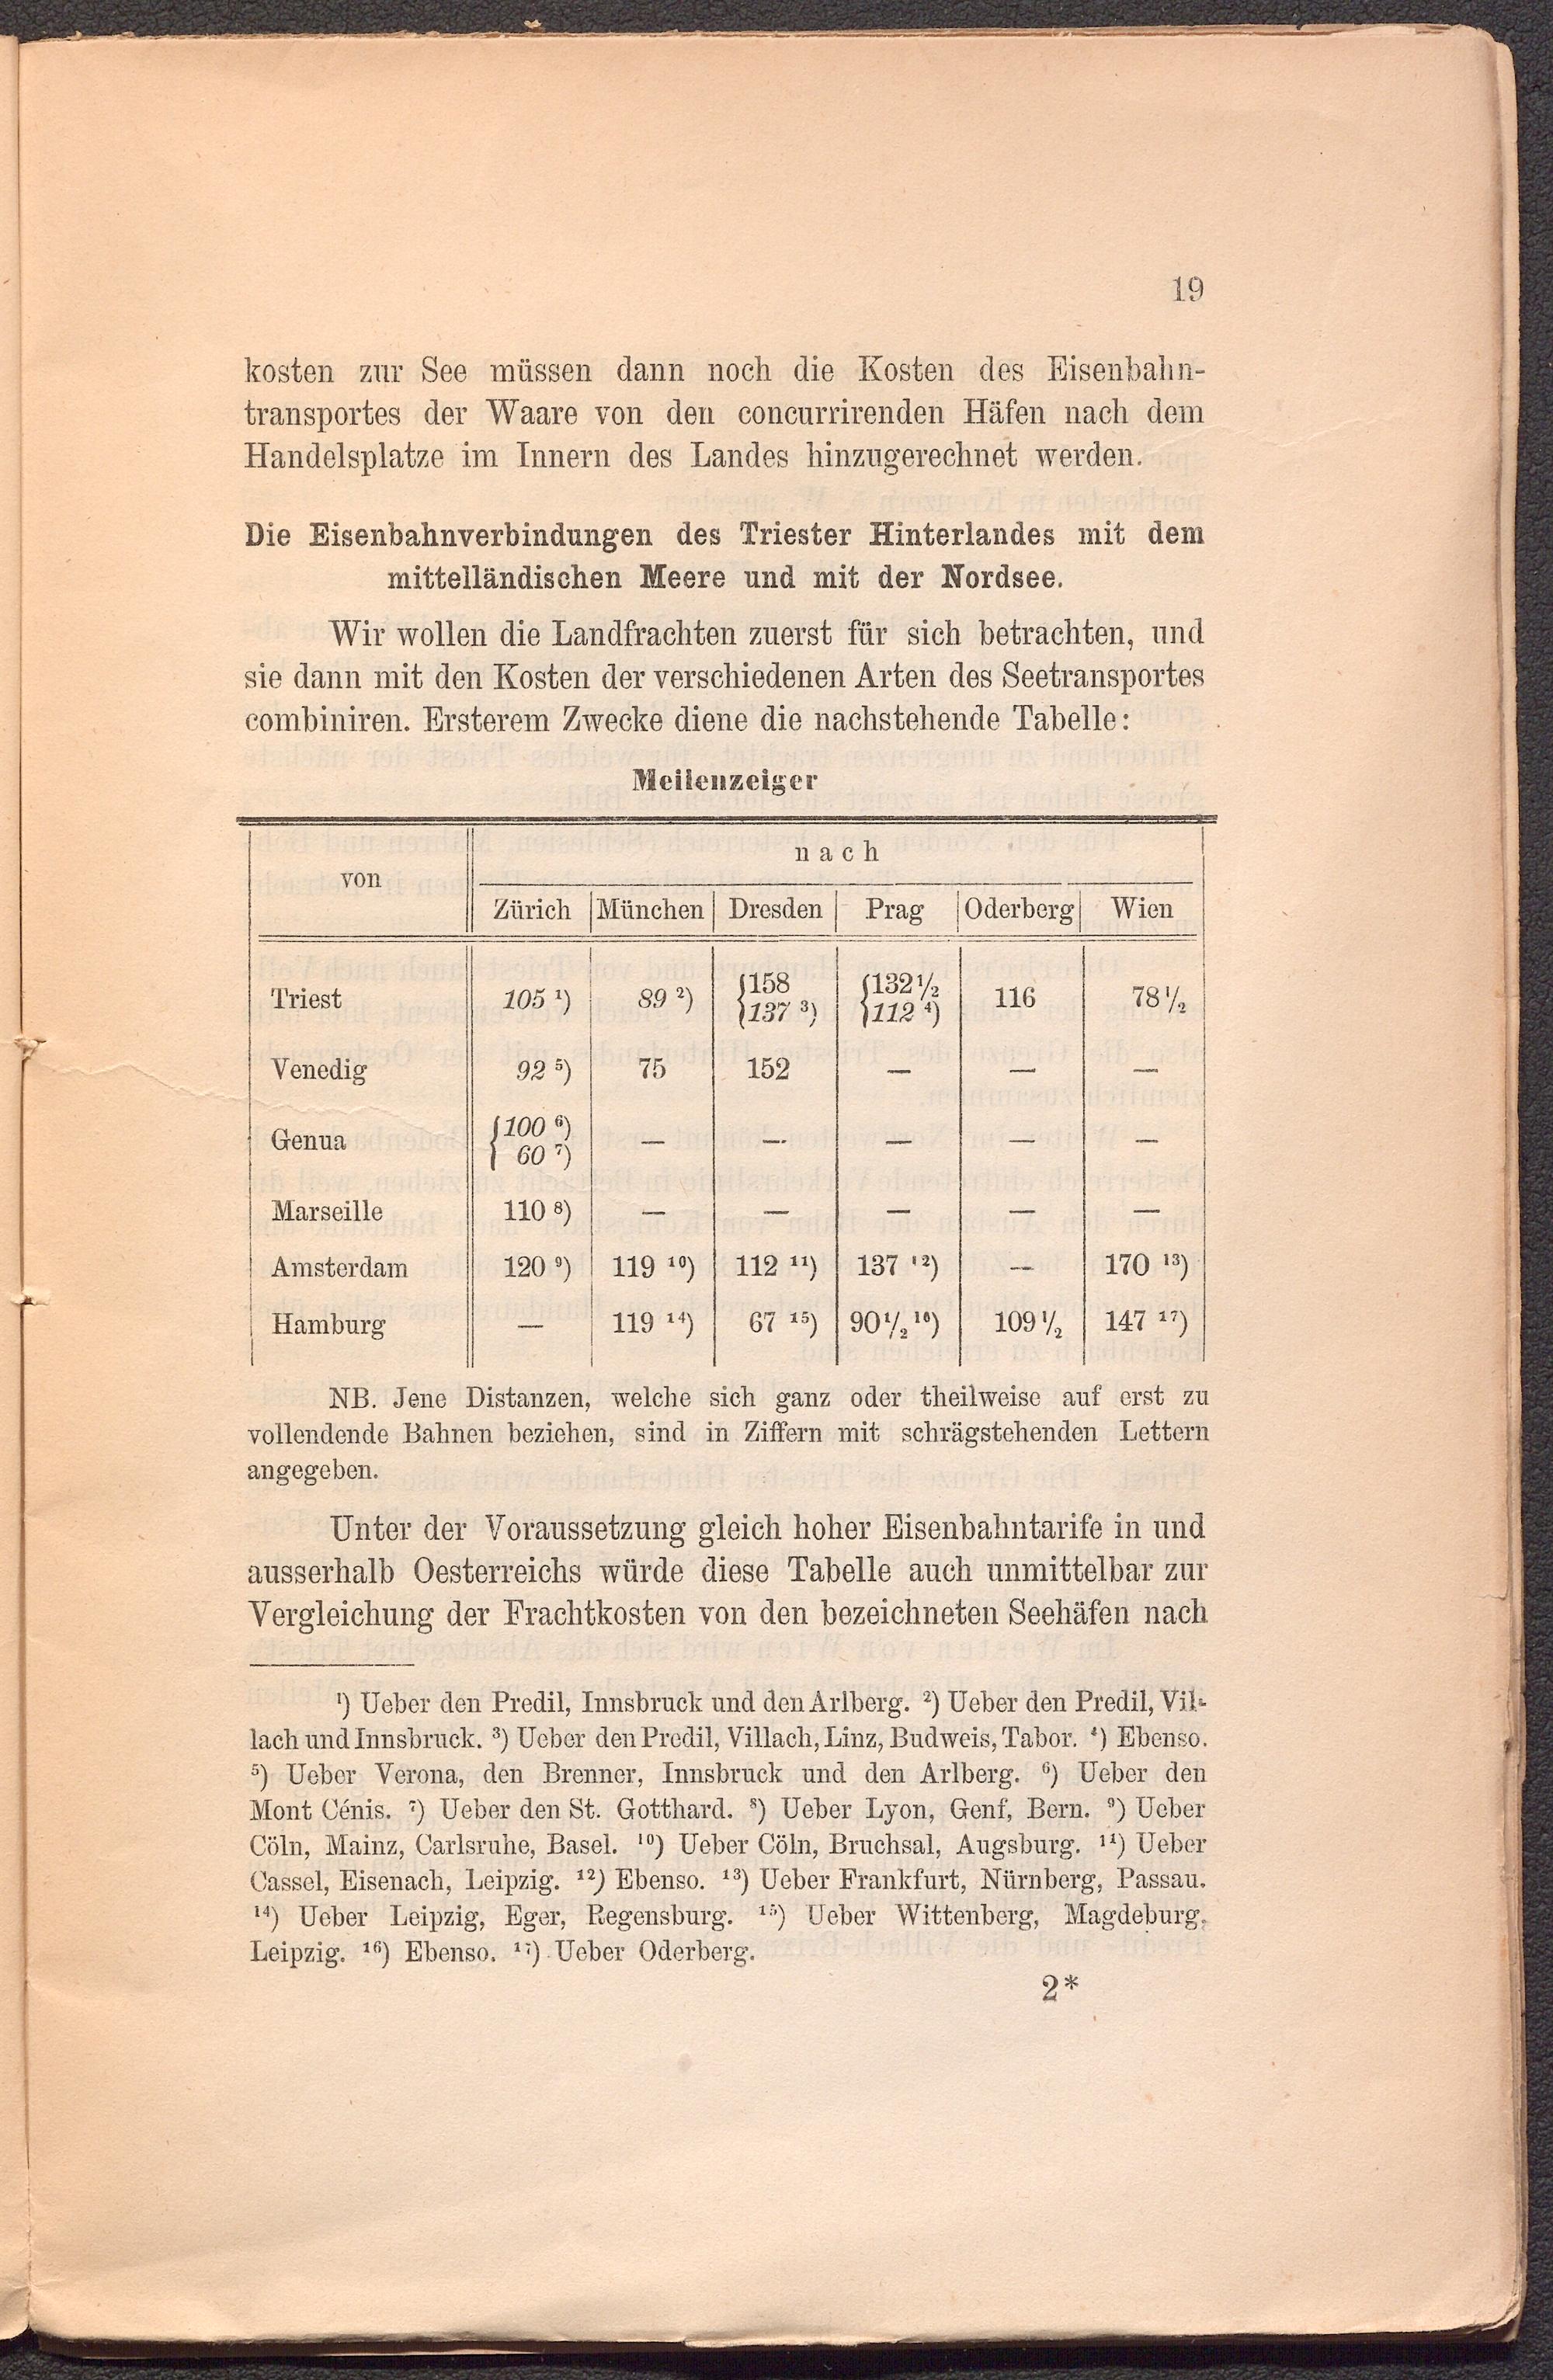 19
kosten zur See müssen dann noch die Kosten des Eisenbahn-
transportes der Waare von den concurrirenden Häfen nach dem
Handelsplatze im Innern des Landes hinzugerechnet werden.
Die Eisenbahnverbindungen des Triester Hinterlandes mit dem
mittelländischen Meere und mit der Nordsee.
Wir wollen die Landfrachten zuerst für sich betrachten, und
sie dann mit den Kosten der verschiedenen Arten des Seetransportes
combiniren. Ersterem Zwecke diene die nachstehende Tabelle:
Meilenzeiger
von
nach
Zürich München Dresden Prag Oderberg Wien
Triest 105 ¹) 89 ²) {158 {137 ³) {132½ {112 ⁴) 116 78½
Venedig 92 ⁵) 75 152 — — —
Genua {100 ⁶) {60 ⁷) — — — — —
Marseille 110 ⁸) — — — — —
Amsterdam 120 ⁹) 119 ¹⁰) 112 ¹¹) 137 ¹²) — 170 ¹³)
Hamburg — 119 ¹⁴) 67 ¹⁵) 90½ ¹⁶) 109½ 147 ¹⁷)
NB. Jene Distanzen, welche sich ganz oder theilweise auf erst zu
vollendende Bahnen beziehen, sind in Ziffern mit schrägstehenden Lettern
angegeben.
Unter der Voraussetzung gleich hoher Eisenbahntarife in und
ausserhalb Oesterreichs würde diese Tabelle auch unmittelbar zur
Vergleichung der Frachtkosten von den bezeichneten Seehäfen nach
¹) Ueber den Predil, Innsbruck und den Arlberg. ²) Ueber den Predil, Vil-
lach und Innsbruck. ³) Ueber den Predil, Villach, Linz, Budweis, Tabor. ⁴) Ebenso.
⁵) Ueber Verona, den Brenner, Innsbruck und den Arlberg. ⁶) Ueber den
Mont Cénis. ⁷) Ueber den St. Gotthard. ⁸) Ueber Lyon, Genf, Bern. ⁹) Ueber
Cöln, Mainz, Carlsruhe, Basel. ¹⁰) Ueber Cöln, Bruchsal, Augsburg. ¹¹) Ueber
Cassel, Eisenach, Leipzig. ¹²) Ebenso. ¹³) Ueber Frankfurt, Nürnberg, Passau.
¹⁴) Ueber Leipzig, Eger, Regensburg. ¹⁵) Ueber Wittenberg, Magdeburg,
Leipzig. ¹⁶) Ebenso. ¹⁷) Ueber Oderberg.
2*